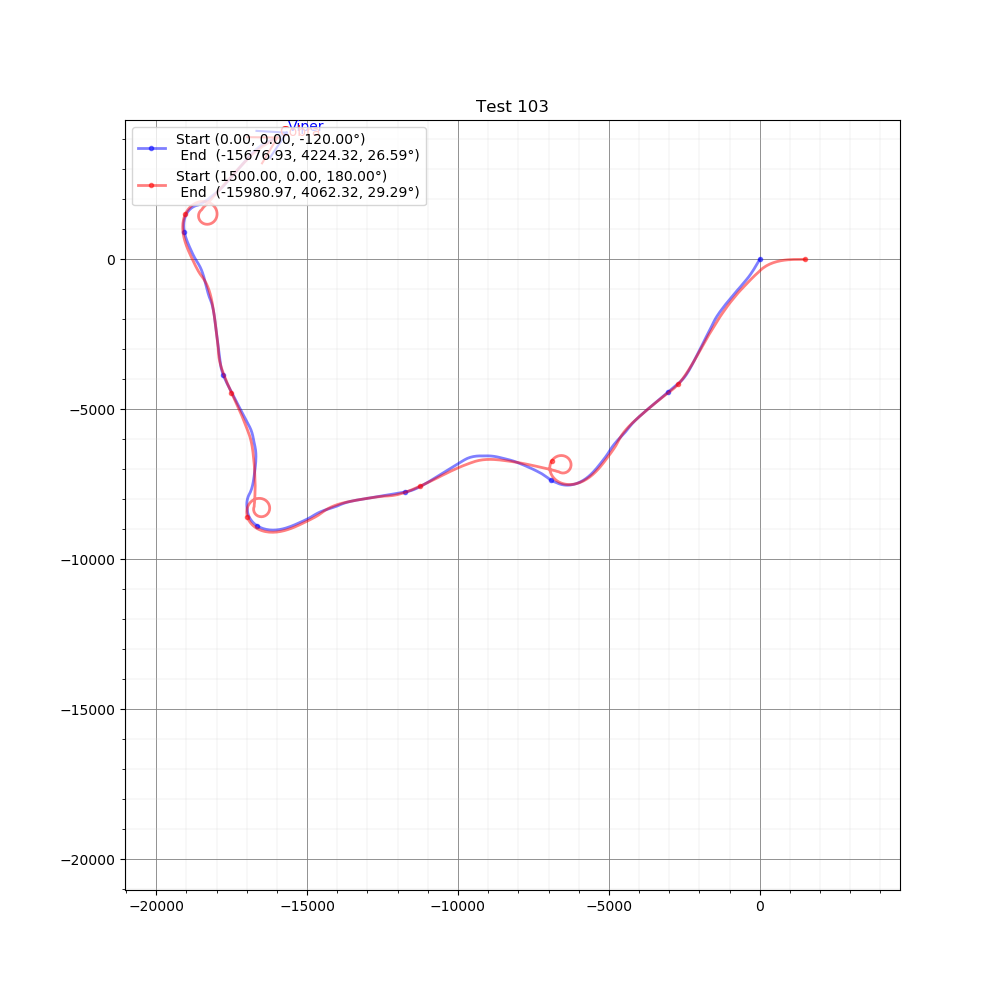 Test 103
Viper
Start (0.00, 0.00, -120.00°)
End (-15676.93, 4224.32, 26.59°)
Start (1500.00, 0.00, 180.00°)
End (-15980.97, 4062.32, 29.29°)
0
−5000
−10000
−15000
−20000
−20000
−15000
−10000
−5000
0